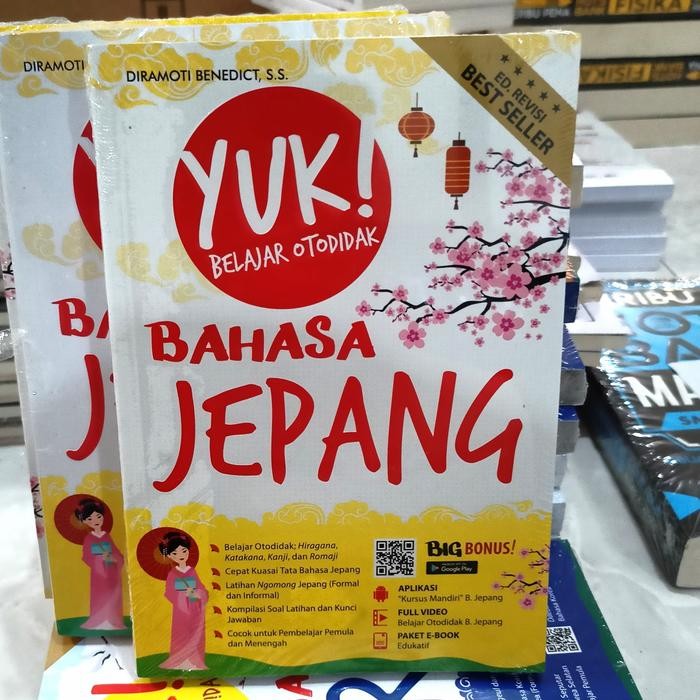 DIRAMOTI BENEDICT, S.S.
ED. REVISI
BEST SELLER
YUK!
BELAJAR OTODIDAK
BAHASA
JEPANG
Belajar Otodidak; Hiragana,
Katakana, Kanji, dan Romaji
Cepat Kuasai Tata Bahasa Jepang
Latihan Ngomong Jepang (Formal
dan Informal)
Kompilasi Soal Latihan dan Kunci
Jawaban
Cocok untuk Pembelajar Pemula
dan Menengah
BIG BONUS!
Google Play
APLIKASI
"Kursus Mandiri" B. Jepang
FULL VIDEO
Belajar Otodidak B. Jepang
PAKET E-BOOK
Edukatif
DIRAMOTI
FISIKA